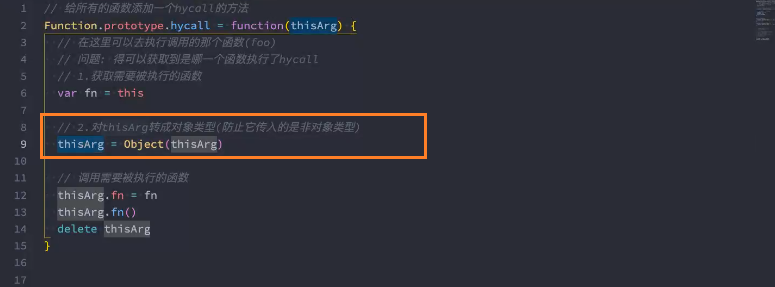 1 // 给所有的函数添加一个hycall的方法
2 Function.prototype.hycall = function(thisArg) {
3 // 在这里可以去执行调用的那个函数(foo)
4 // 问题: 得可以获取到是哪一个函数执行了hycall
5 // 1.获取需要被执行的函数
6 var fn = this
7
8 // 2.对thisArg转成对象类型(防止它传入的是非对象类型)
9 thisArg = Object(thisArg)
10
11 // 调用需要被执行的函数
12 thisArg.fn = fn
13 thisArg.fn()
14 delete thisArg
15 }
16
17